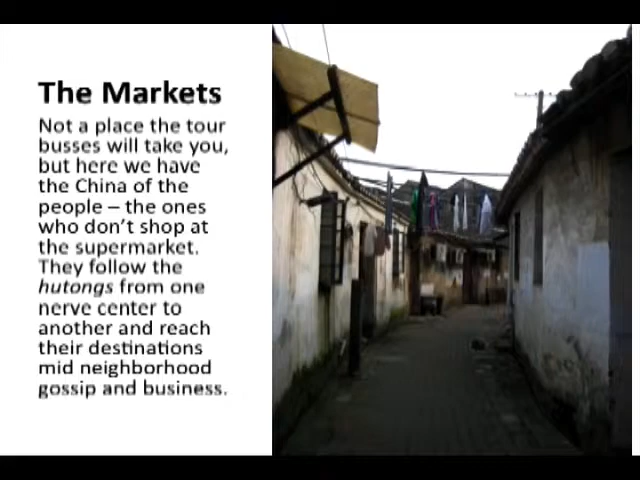 The Markets
Not a place the tour
busses will take you,
but here we have
the China of the
people – the ones
who don't shop at
the supermarket.
They follow the
hutongs from one
nerve center to
another and reach
their destinations
mid neighborhood
gossip and business.